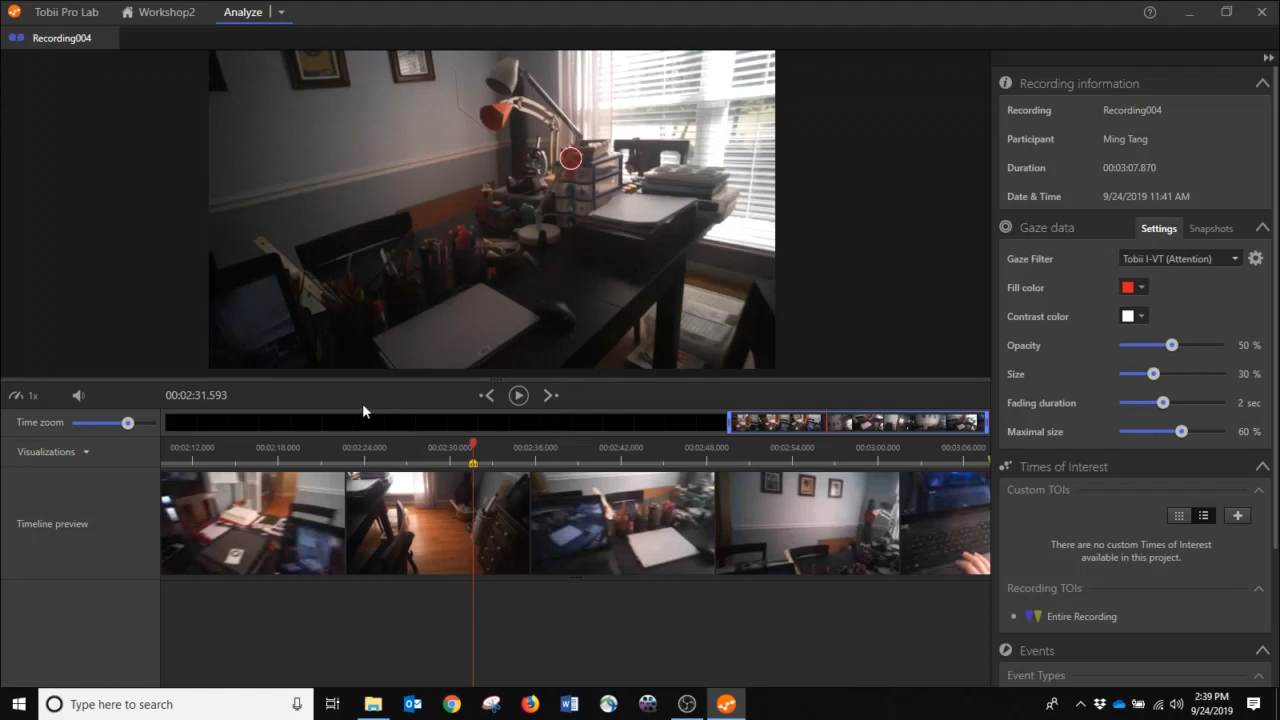 Tobii Pro Lab Workshop2 Analyze
Recording004
Recording information
Recording Recording004
Participant Ming Tang
Duration 00:03:07.870
Date & Time 9/24/2019 11:41 AM
Gaze data Settings Snapshots
Gaze Filter Tobii I-VT (Attention)
Fill color
Contrast color
Opacity 50 %
Size 30 %
Fading duration 2 sec
Maximal size 60 %
Times of Interest
Custom TOIs
There are no custom Times of Interest
available in this project.
Recording TOIs
Entire Recording
Events
Event Types
1x 00:02:31.593
Time zoom
Visualizations 00:02:12.000 00:02:18.000 00:02:24.000 00:02:30.000 00:02:36.000 00:02:42.000 00:02:48.000 00:02:54.000 00:03:00.000 00:03:06.000
Timeline preview
Type here to search
2:39 PM
9/24/2019